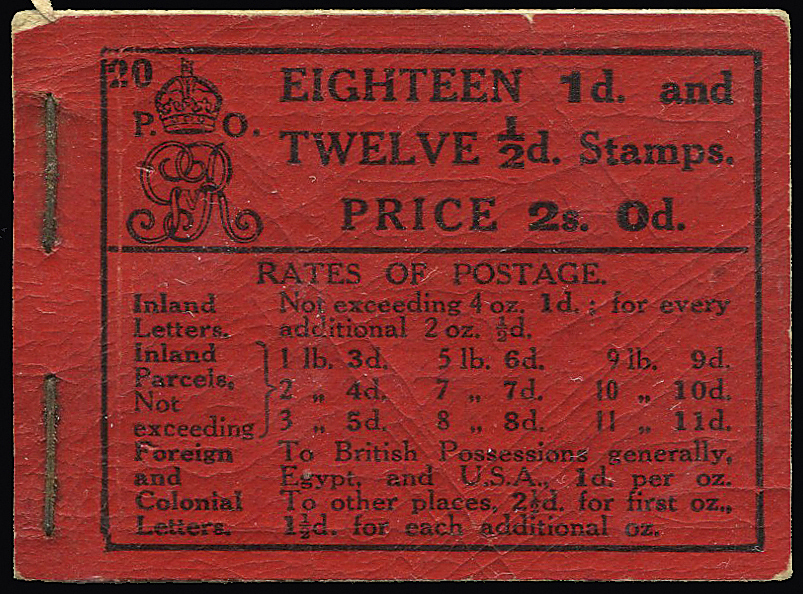 20
P. O.
GRV
EIGHTEEN 1d. and
TWELVE ½d. Stamps.
PRICE 2s. 0d.
RATES OF POSTAGE.
Inland Letters. Not exceeding 4 oz. 1d. ; for every additional 2 oz. ½d.
Inland Parcels, Not exceeding
1 lb. 3d. 5 lb. 6d. 9 lb. 9d.
2 ,, 4d. 7 ,, 7d. 10 ,, 10d.
3 ,, 5d. 8 ,, 8d. 11 ,, 11d.
Foreign and Colonial Letters. To British Possessions generally, Egypt, and U.S.A., 1d. per oz.
To other places, 2½d. for first oz., 1½d. for each additional oz.